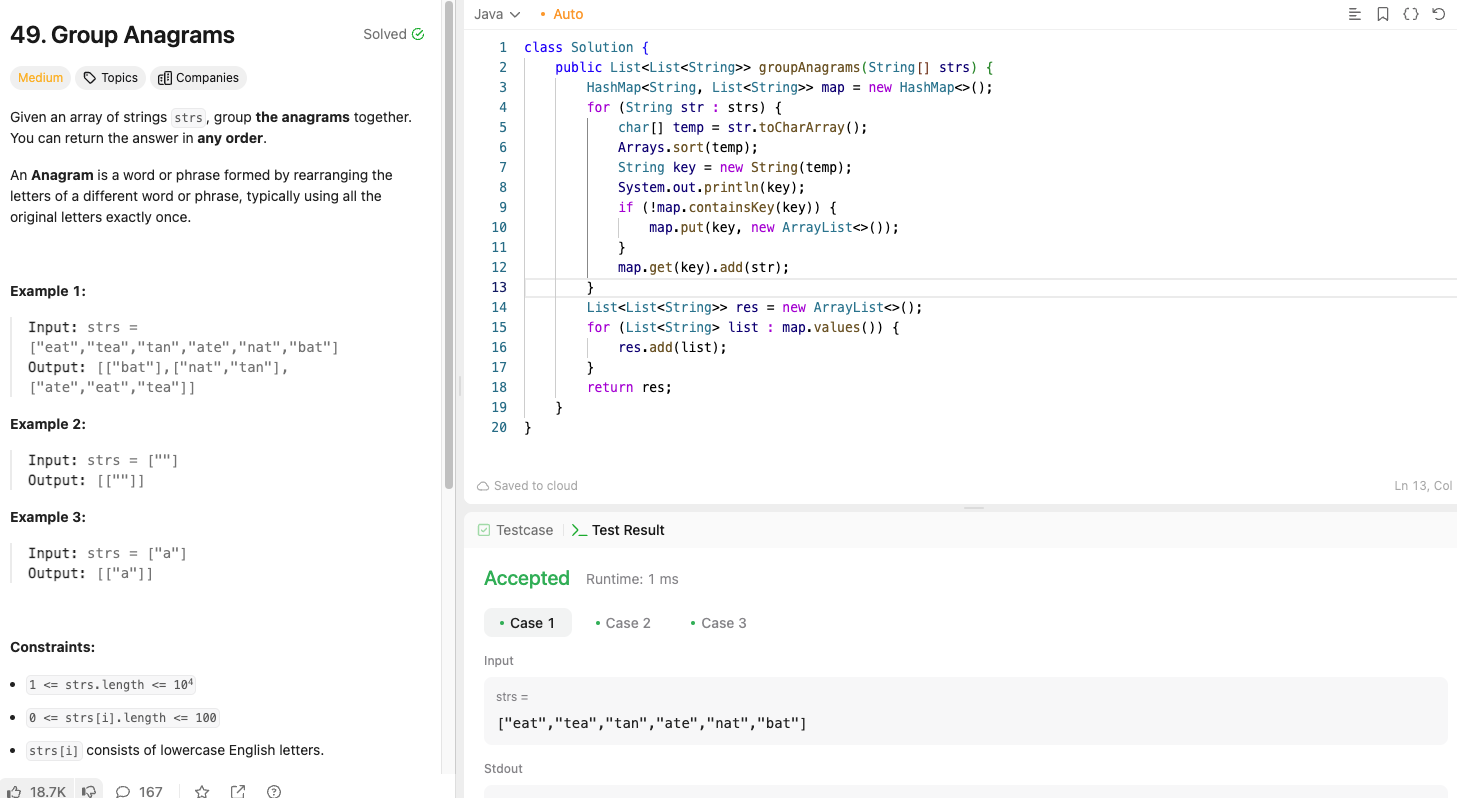 49. Group Anagrams
Solved
Medium
Topics
Companies
Given an array of strings strs, group the anagrams together.
You can return the answer in any order.
An Anagram is a word or phrase formed by rearranging the
letters of a different word or phrase, typically using all the
original letters exactly once.
Example 1:
Input: strs =
["eat","tea","tan","ate","nat","bat"]
Output: [["bat"],["nat","tan"],
["ate","eat","tea"]]
Example 2:
Input: strs = [""]
Output: [[""]]
Example 3:
Input: strs = ["a"]
Output: [["a"]]
Constraints:
• 1 <= strs.length <= 10⁴
• 0 <= strs[i].length <= 100
• strs[i] consists of lowercase English letters.
18.7K
167
Java
• Auto
1 class Solution {
2     public List<List<String>> groupAnagrams(String[] strs) {
3         HashMap<String, List<String>> map = new HashMap<>();
4         for (String str : strs) {
5             char[] temp = str.toCharArray();
6             Arrays.sort(temp);
7             String key = new String(temp);
8             System.out.println(key);
9             if (!map.containsKey(key)) {
10                 map.put(key, new ArrayList<>());
11             }
12             map.get(key).add(str);
13         }
14         List<List<String>> res = new ArrayList<>();
15         for (List<String> list : map.values()) {
16             res.add(list);
17         }
18         return res;
19     }
20 }
Saved to cloud
Ln 13, Col
Testcase
Test Result
Accepted
Runtime: 1 ms
• Case 1
• Case 2
• Case 3
Input
strs =
["eat","tea","tan","ate","nat","bat"]
Stdout